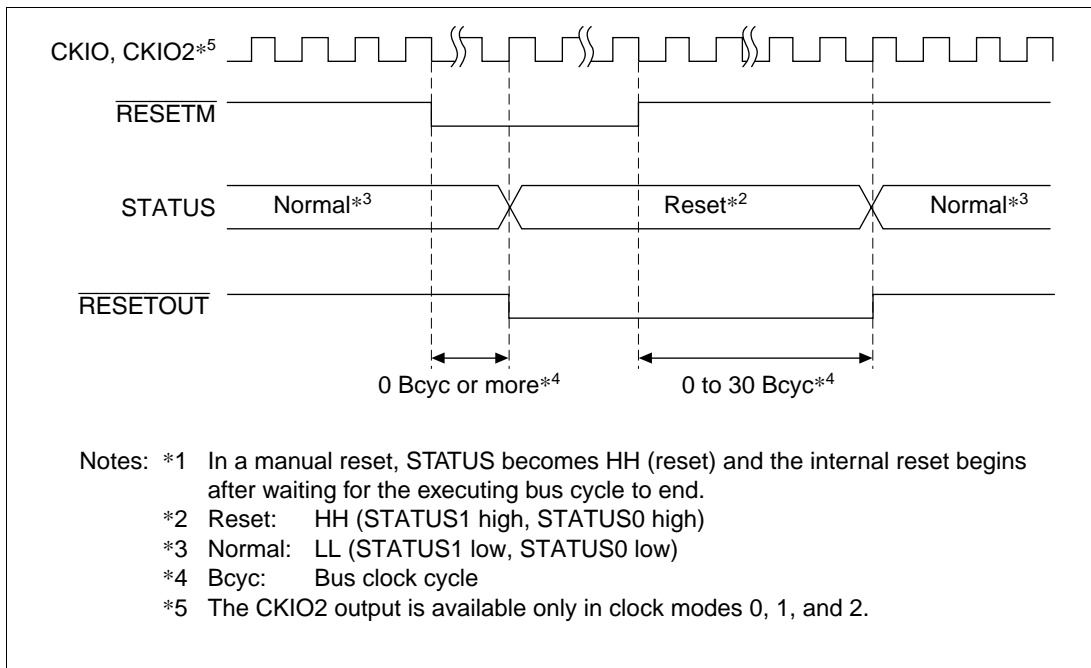 CKIO, CKIO2*5
RESETM
STATUS
Normal*3
Reset*2
Normal*3
RESETOUT
0 Bcyc or more*4
0 to 30 Bcyc*4
Notes: *1 In a manual reset, STATUS becomes HH (reset) and the internal reset begins
after waiting for the executing bus cycle to end.
*2 Reset: HH (STATUS1 high, STATUS0 high)
*3 Normal: LL (STATUS1 low, STATUS0 low)
*4 Bcyc: Bus clock cycle
*5 The CKIO2 output is available only in clock modes 0, 1, and 2.